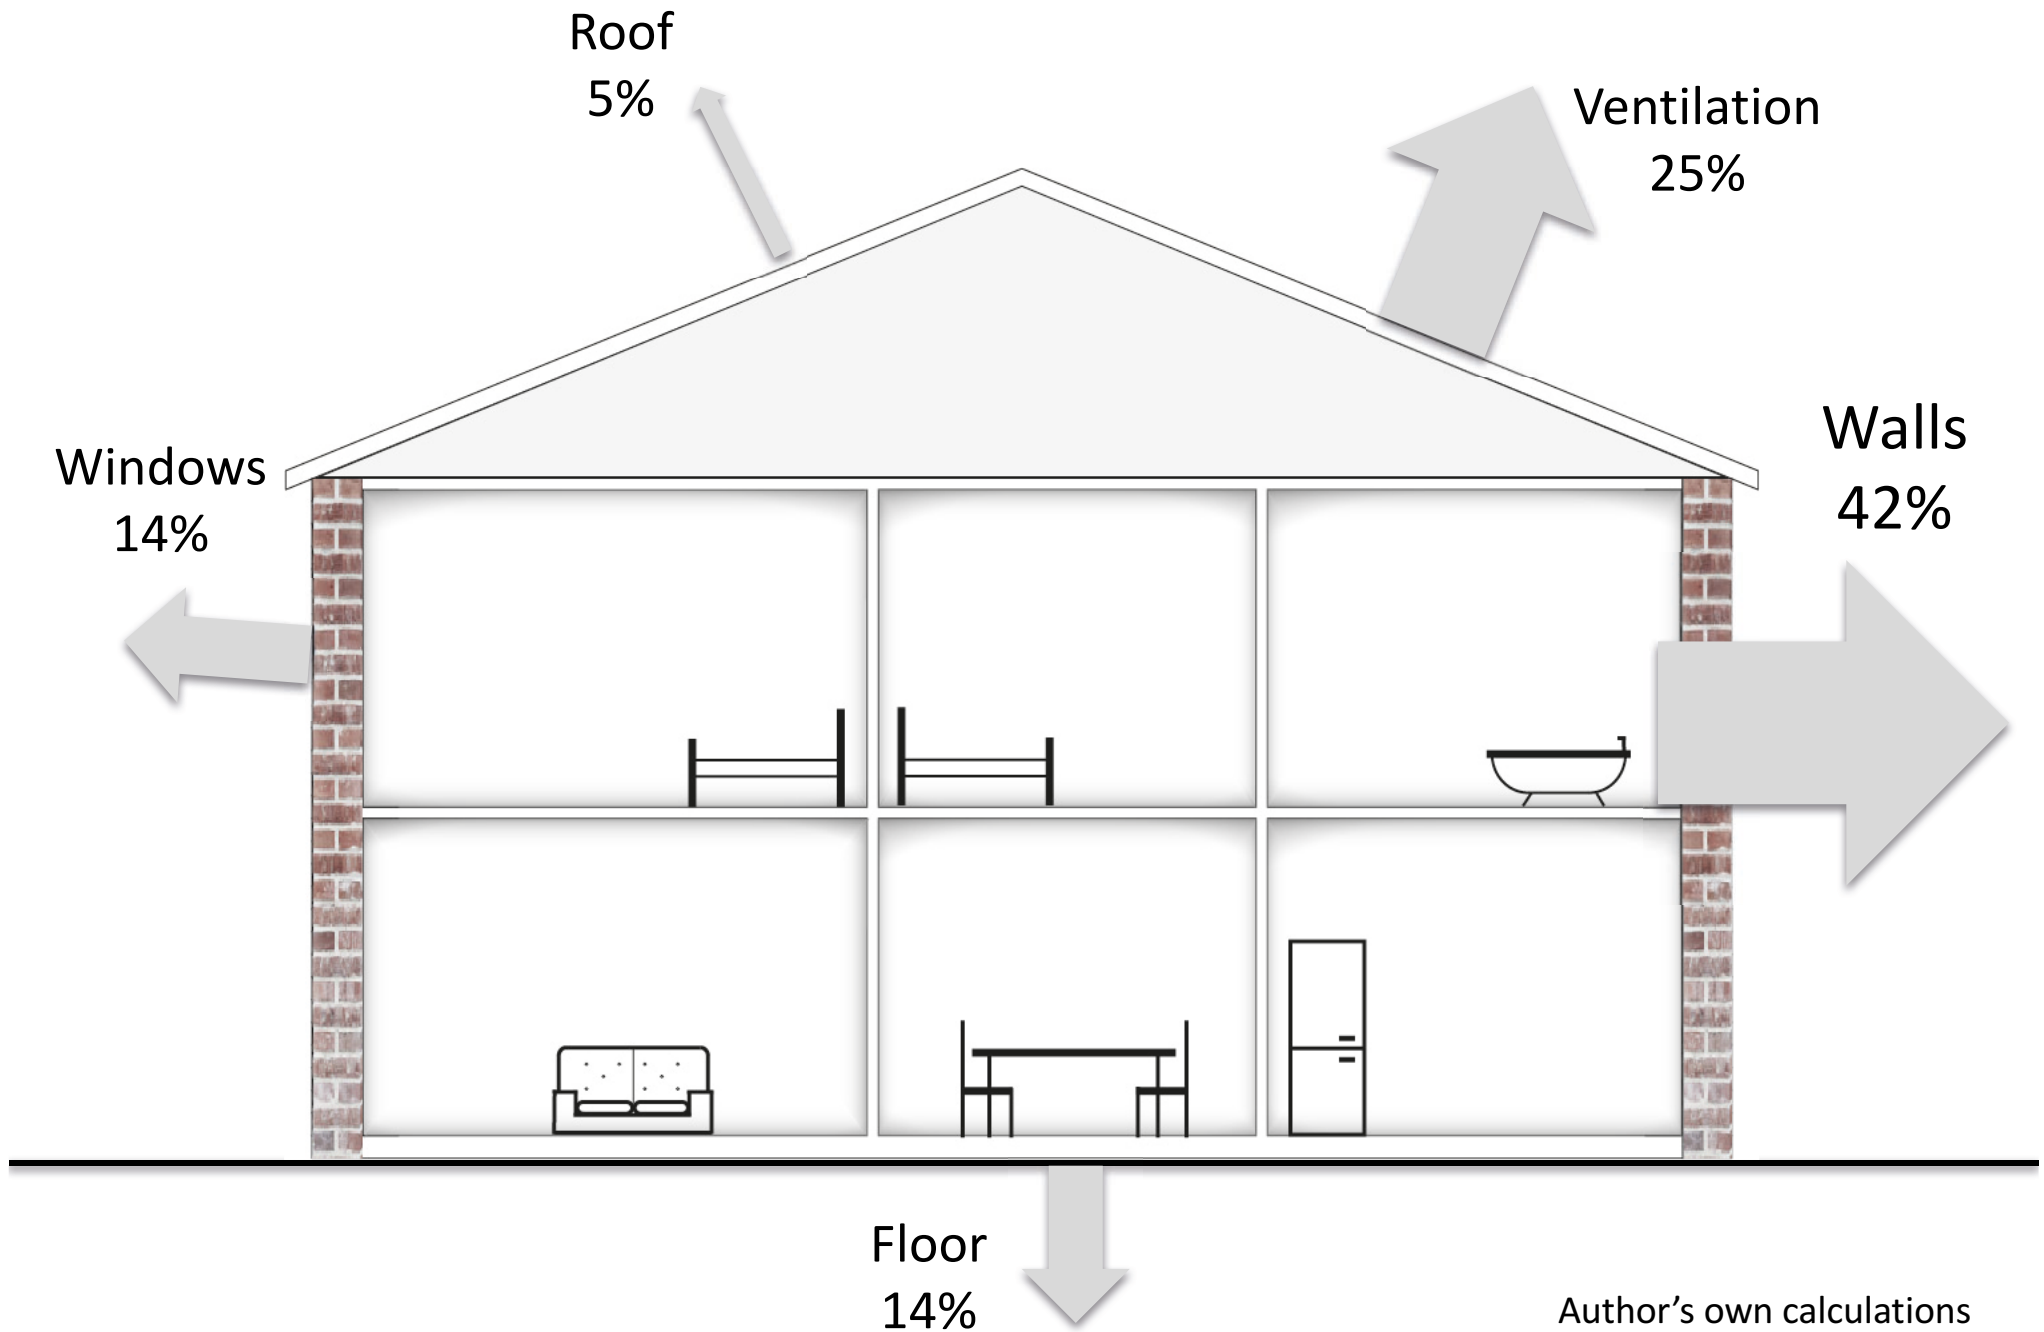 Roof
5%
Ventilation
25%
Walls
42%
Windows
14%
Floor
14%
Author’s own calculations